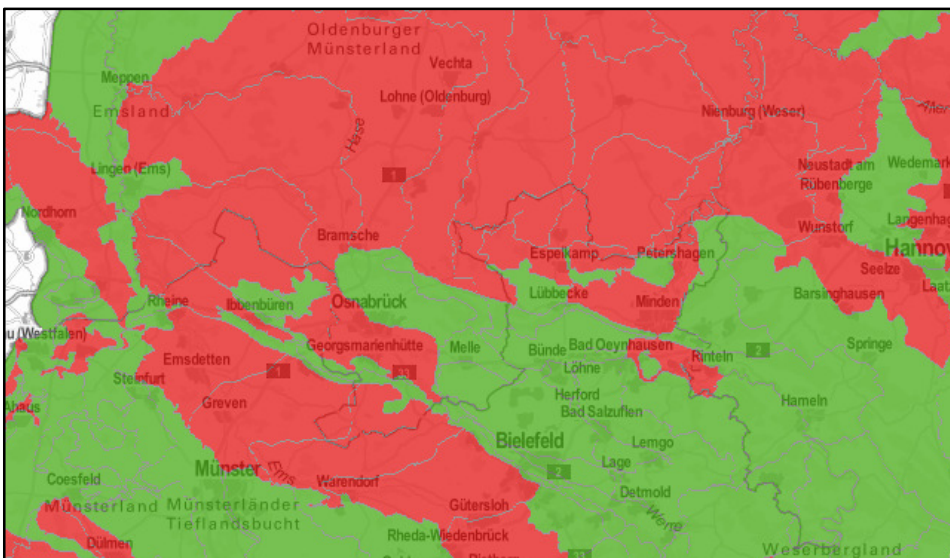 Oldenburger
Münsterland
Vechta
Meppen
Lohne (Oldenburg)
Emsland
Nienburg (Weser)
Hase
Lingen (Ems)
1
Neustadt am
Rübenberge
Wedemark
Nordhorn
Langenhag
Bramsche
Wunstorf
Espelkamp
Petershagen
Hannov
Seelze
Laatz
Rheine
Ibbenbüren
Osnabrück
Lübbecke
Minden
Barsinghausen
u (Westfalen)
Georgsmarienhütte
Melle
Bünde
Bad Oeynhausen
Rinteln
2
Springe
Emsdetten
Löhne
Steinfurt
1
33
Herford
Hameln
Ahaus
Greven
Bad Salzuflen
Bielefeld
Lemgo
Münster
Ems
Warendorf
2
Lage
Coesfeld
Detmold
Münsterland
Münsterländer
Tieflandsbucht
Gütersloh
Werre
Dülmen
Rheda-Wiedenbrück
33
Weserbergland